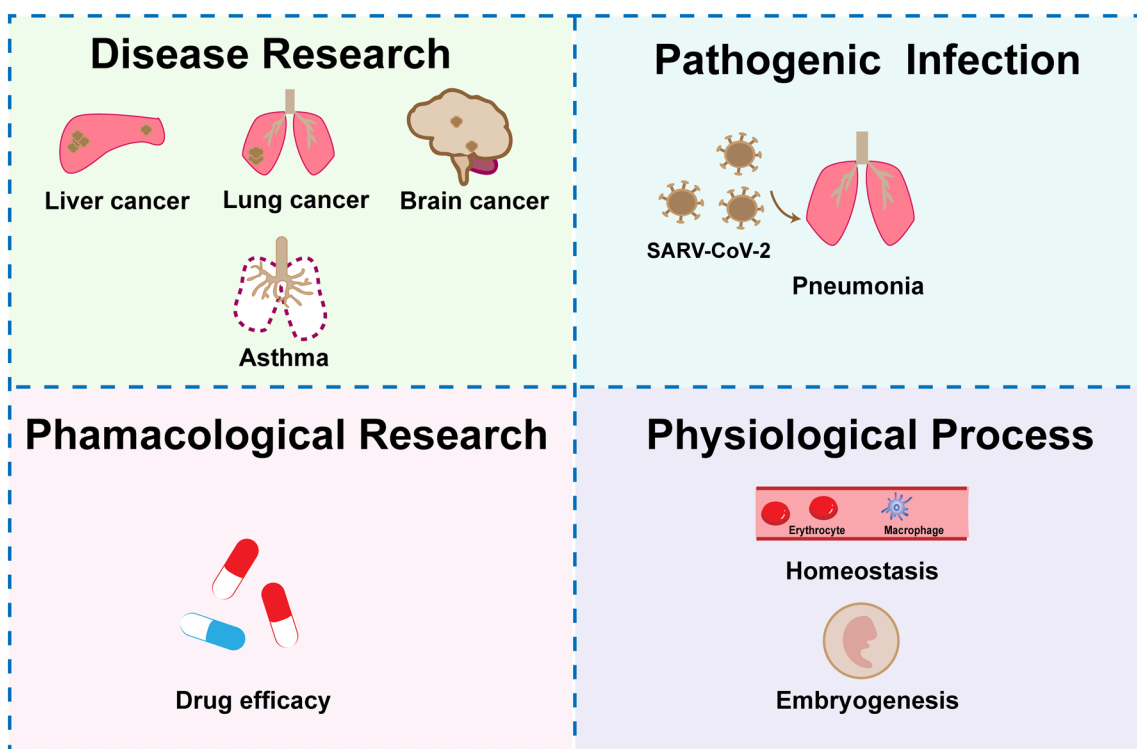 Disease Research
Liver cancer
Lung cancer
Brain cancer
Asthma
Pathogenic Infection
SARV-CoV-2
Pneumonia
Phamacological Research
Drug efficacy
Physiological Process
Erythrocyte
Macrophage
Homeostasis
Embryogenesis